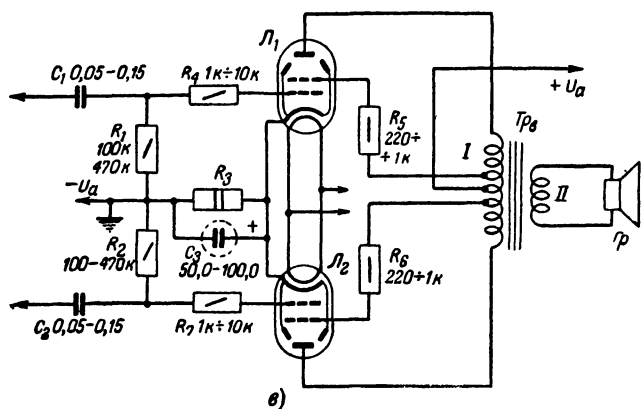 Л₁
C₁ 0,05–0,15
R₄ 1к÷10к
+ Uа
R₁
100к
470к
R₅
220÷
÷1к
I
Трв
II
Гр
–Uа
R₃
+
C₃
50,0–100,0
R₂
100–470к
Л₂
R₆
220÷1к
C₂ 0,05–0,15
R₇ 1к÷10к
в)